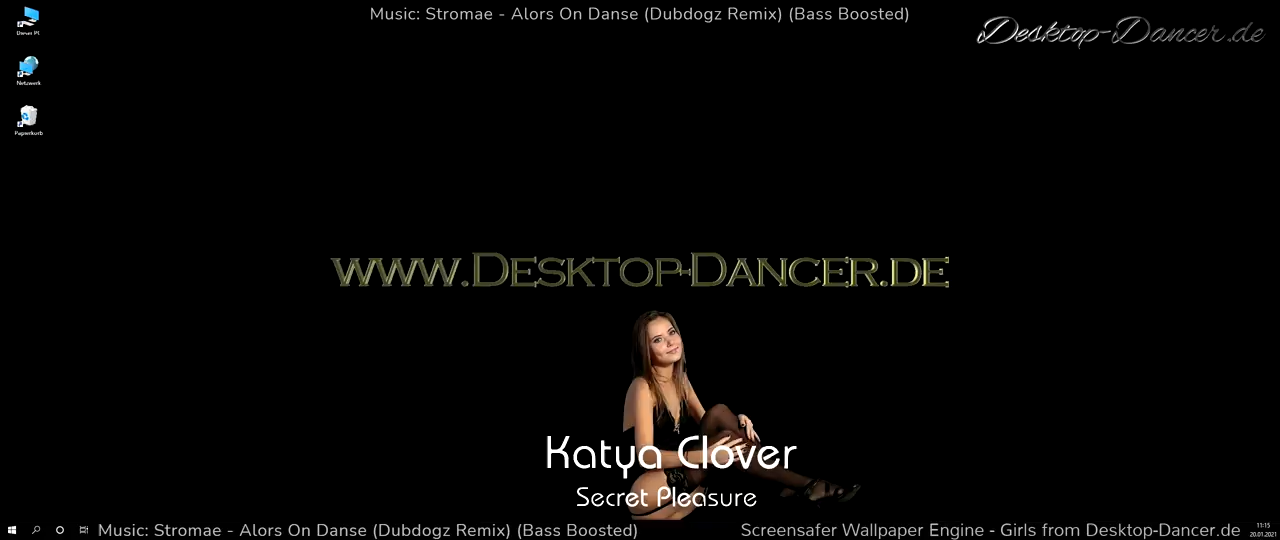 Music: Stromae - Alors On Danse (Dubdogz Remix) (Bass Boosted)
Desktop-Dancer.de
Dieser PC
Netzwerk
Papierkorb
www.Desktop-Dancer.de
Katya Clover
Secret Pleasure
Music: Stromae - Alors On Danse (Dubdogz Remix) (Bass Boosted)
Screensafer Wallpaper Engine - Girls from Desktop-Dancer.de
11:15
20.01.2021